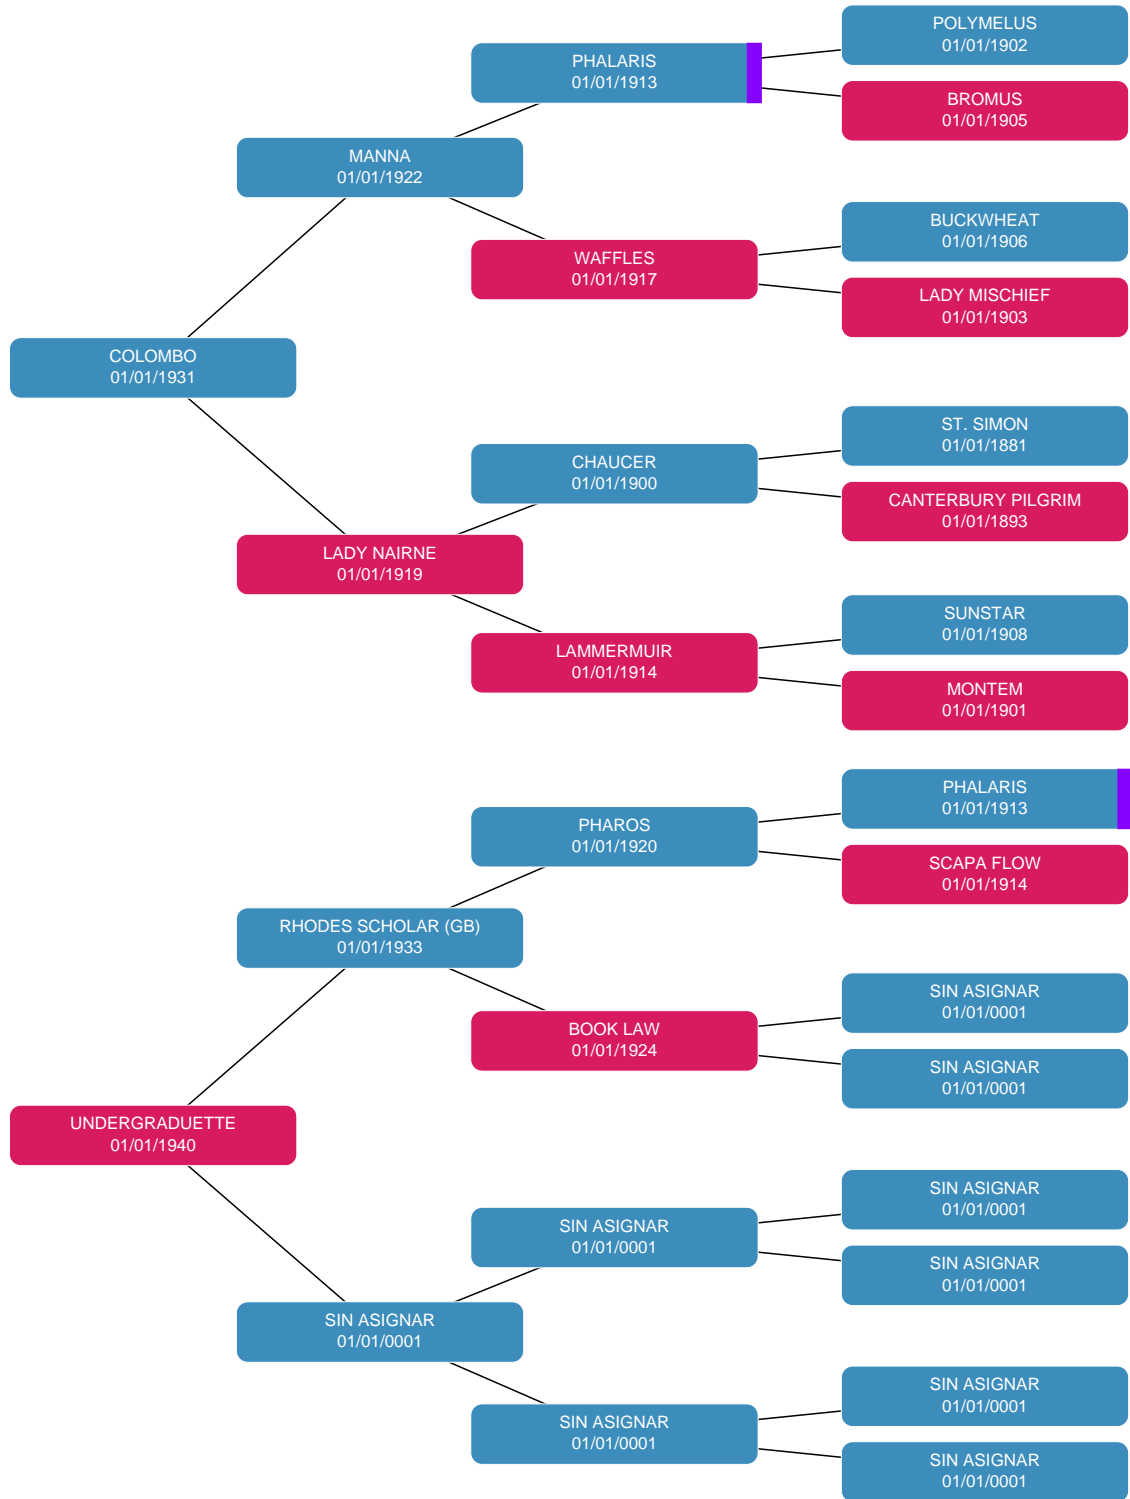 POLYMELUS
01/01/1902
PHALARIS
01/01/1913
BROMUS
01/01/1905
MANNA
01/01/1922
BUCKWHEAT
01/01/1906
WAFFLES
01/01/1917
LADY MISCHIEF
01/01/1903
COLOMBO
01/01/1931
ST. SIMON
01/01/1881
CHAUCER
01/01/1900
CANTERBURY PILGRIM
01/01/1893
LADY NAIRNE
01/01/1919
SUNSTAR
01/01/1908
LAMMERMUIR
01/01/1914
MONTEM
01/01/1901
PHALARIS
01/01/1913
PHAROS
01/01/1920
SCAPA FLOW
01/01/1914
RHODES SCHOLAR (GB)
01/01/1933
SIN ASIGNAR
01/01/0001
BOOK LAW
01/01/1924
SIN ASIGNAR
01/01/0001
UNDERGRADUETTE
01/01/1940
SIN ASIGNAR
01/01/0001
SIN ASIGNAR
01/01/0001
SIN ASIGNAR
01/01/0001
SIN ASIGNAR
01/01/0001
SIN ASIGNAR
01/01/0001
SIN ASIGNAR
01/01/0001
SIN ASIGNAR
01/01/0001